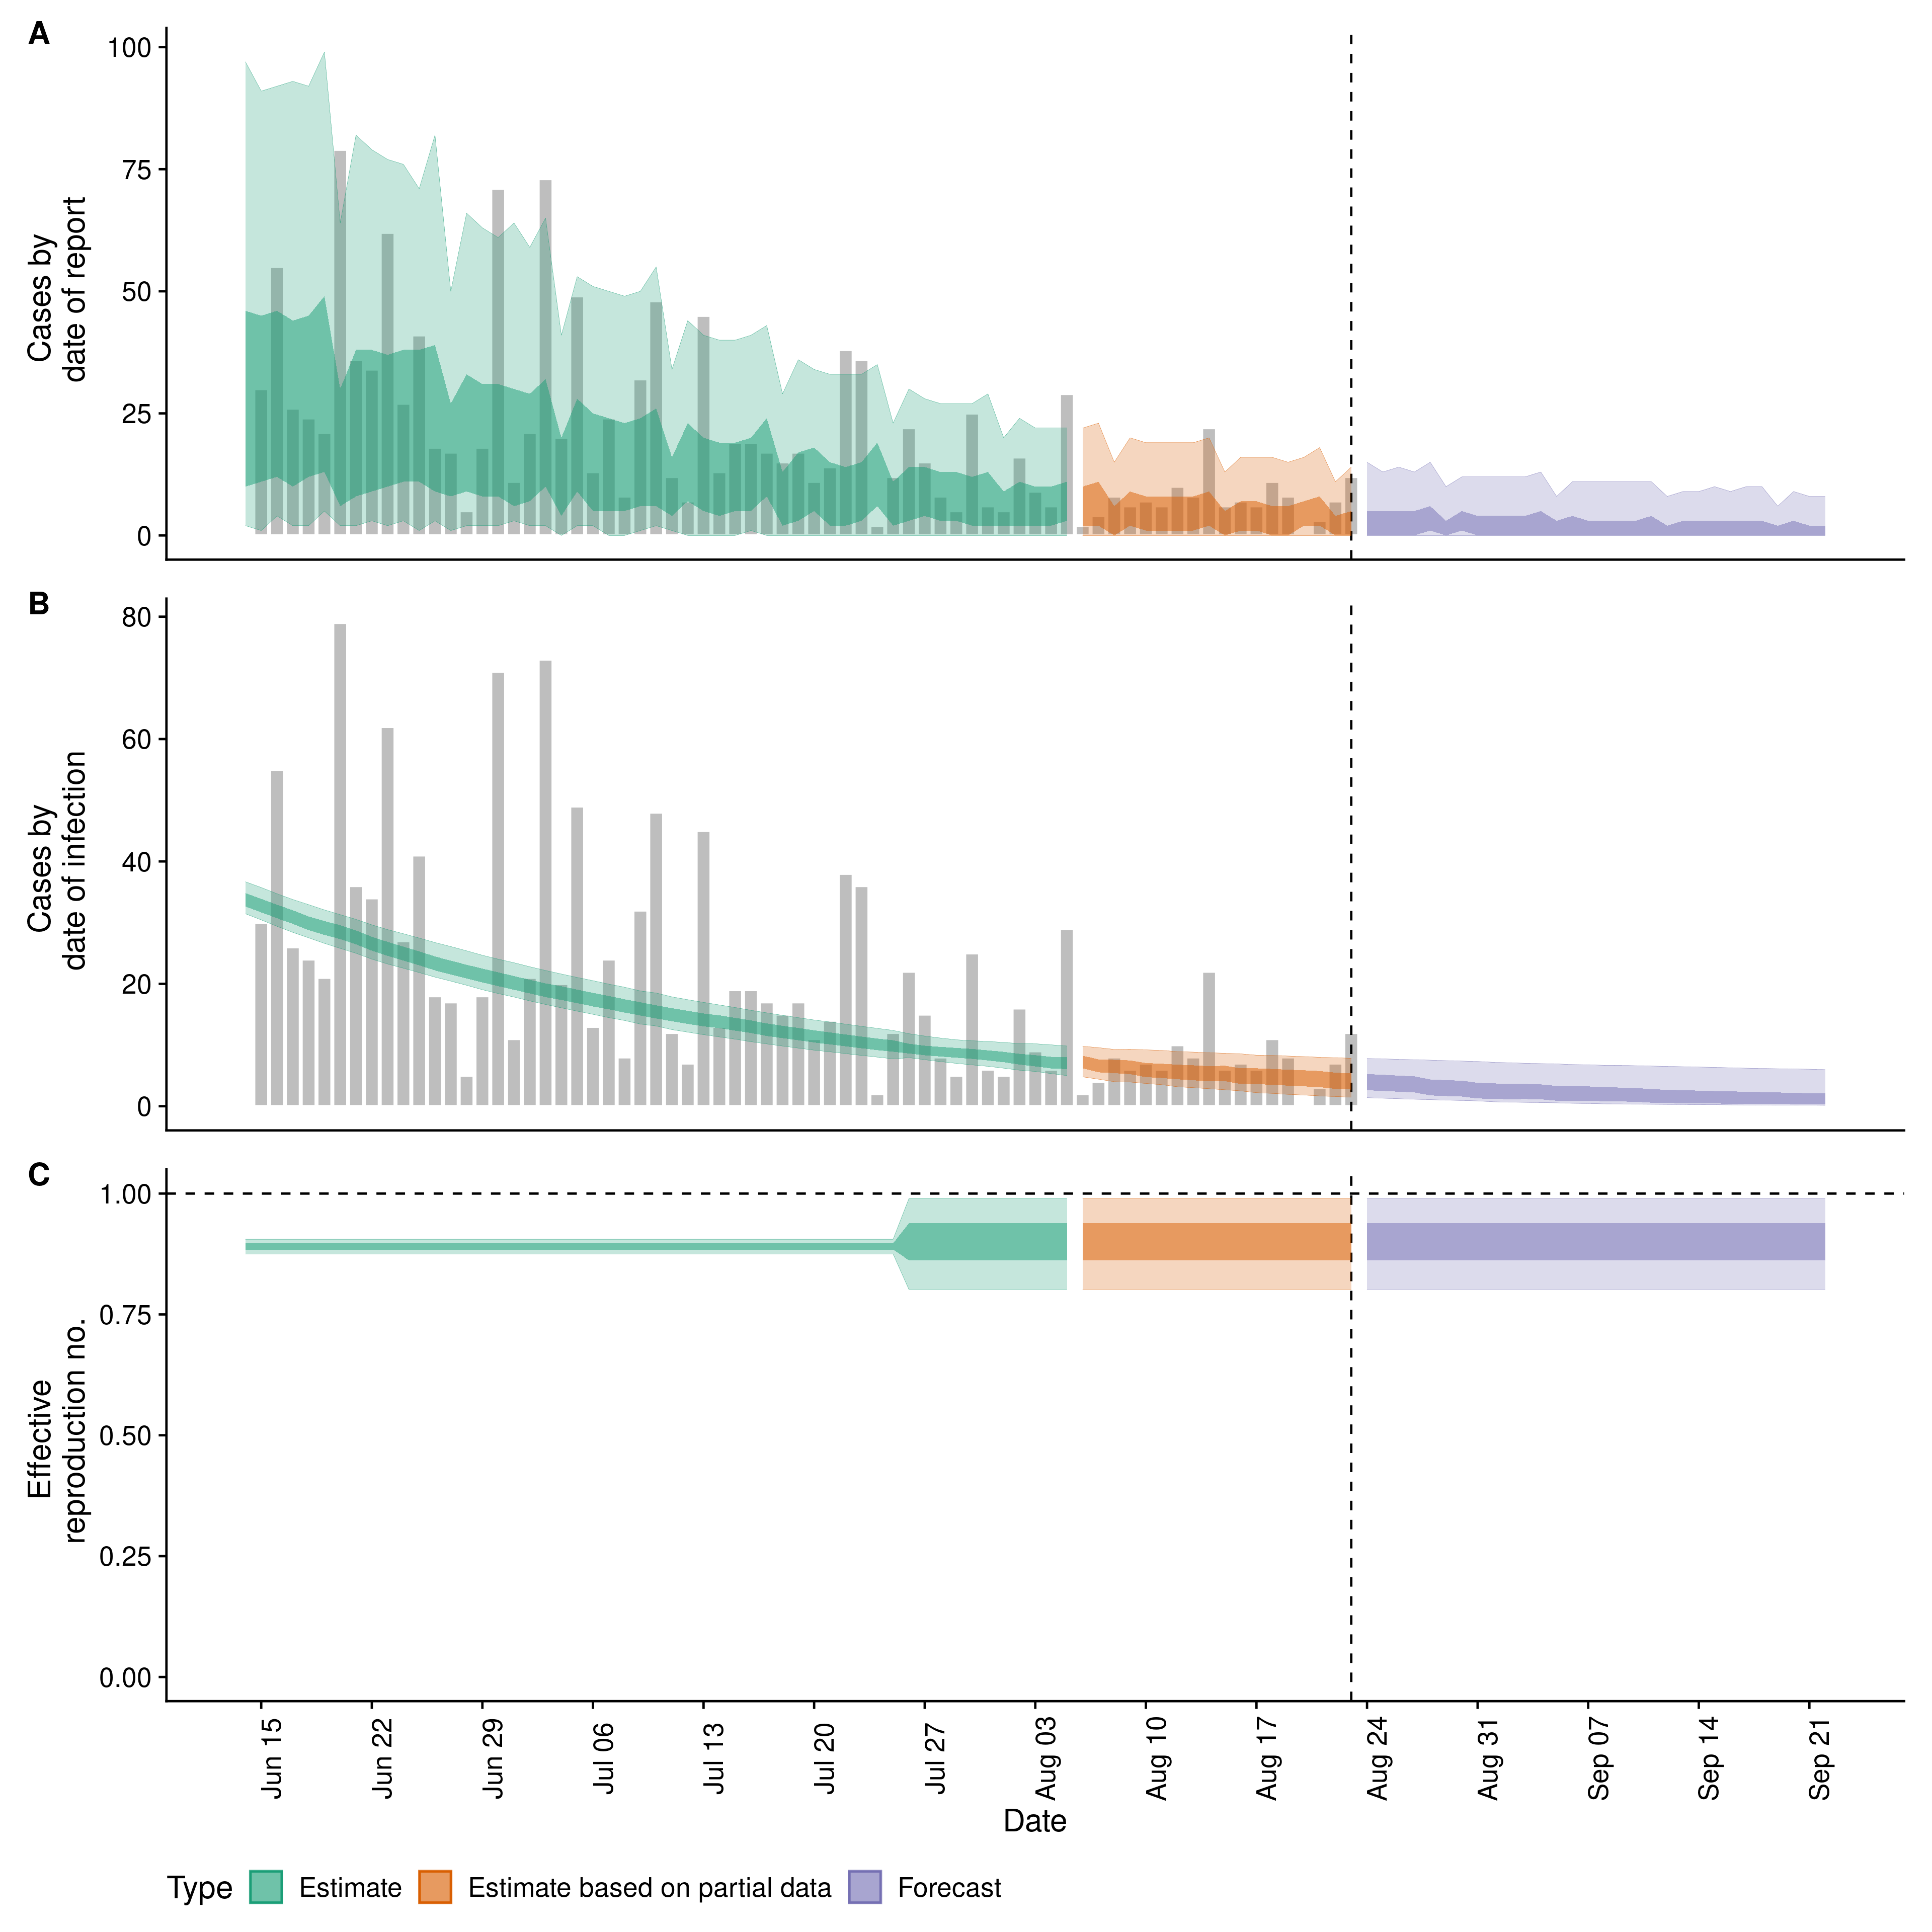 A
Cases by
date of report
100
75
50
25
0
B
Cases by
date of infection
80
60
40
20
0
C
Effective
reproduction no.
1.00
0.75
0.50
0.25
0.00
Jun 15
Jun 22
Jun 29
Jul 06
Jul 13
Jul 20
Jul 27
Aug 03
Aug 10
Aug 17
Aug 24
Aug 31
Sep 07
Sep 14
Sep 21
Date
Type Estimate Estimate based on partial data Forecast